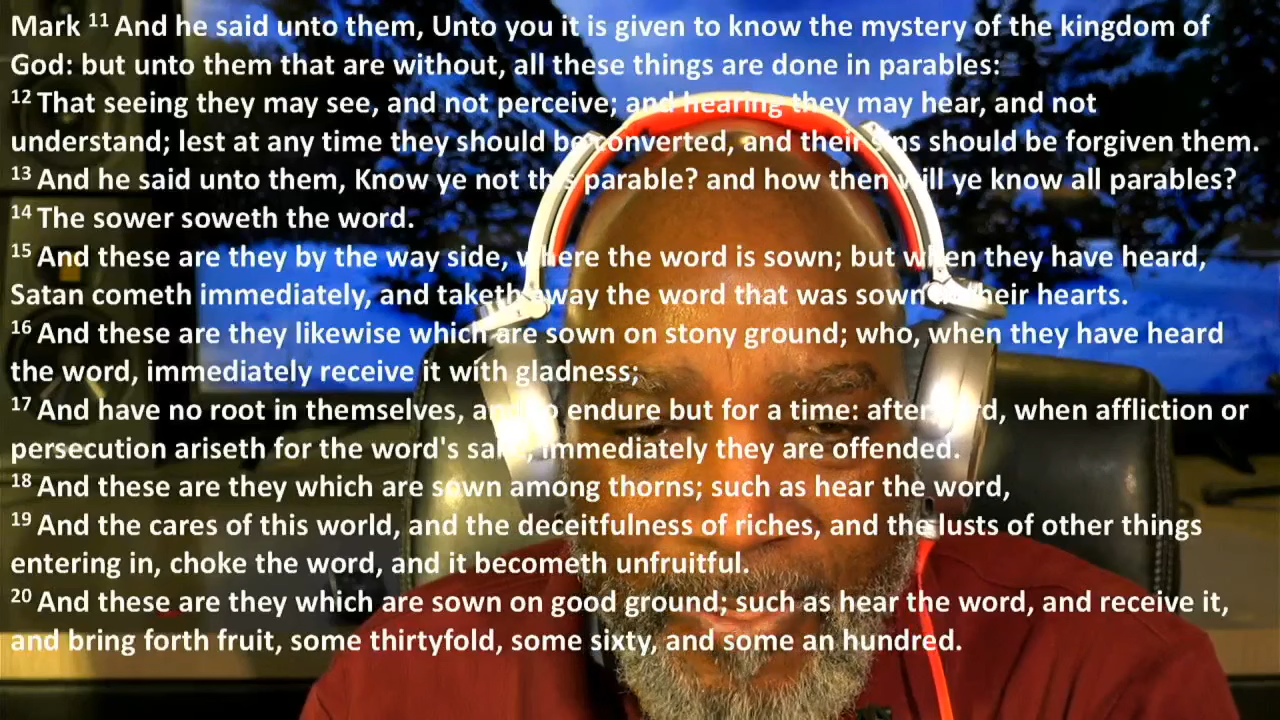 Mark 11 And he said unto them, Unto you it is given to know the mystery of the kingdom of
God: but unto them that are without, all these things are done in parables:
12 That seeing they may see, and not perceive; and hearing they may hear, and not
understand; lest at any time they should be converted, and their sins should be forgiven them.
13 And he said unto them, Know ye not this parable? and how then will ye know all parables?
14 The sower soweth the word.
15 And these are they by the way side, where the word is sown; but when they have heard,
Satan cometh immediately, and taketh away the word that was sown in their hearts.
16 And these are they likewise which are sown on stony ground; who, when they have heard
the word, immediately receive it with gladness;
17 And have no root in themselves, and so endure but for a time: afterward, when affliction or
persecution ariseth for the word's sake, immediately they are offended.
18 And these are they which are sown among thorns; such as hear the word,
19 And the cares of this world, and the deceitfulness of riches, and the lusts of other things
entering in, choke the word, and it becometh unfruitful.
20 And these are they which are sown on good ground; such as hear the word, and receive it,
and bring forth fruit, some thirtyfold, some sixty, and some an hundred.